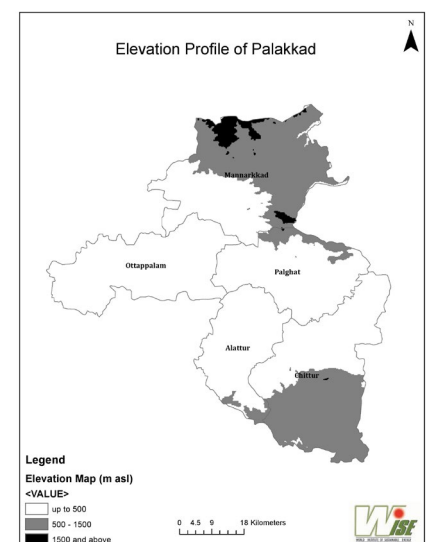 N
Elevation Profile of Palakkad
Mannarkkad
Ottappalam
Palghat
Alattur
Chittur
Legend
Elevation Map (m asl)
<VALUE>
up to 500
500 - 1500
1500 and above
0 4.5 9 18 Kilometers
WISE